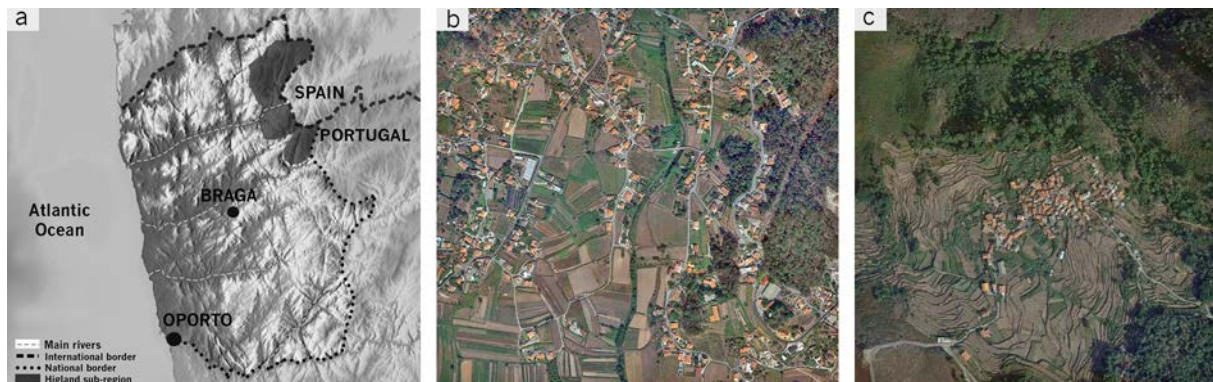 a
SPAIN
PORTUGAL
BRAGA
Atlantic
Ocean
OPORTO
Main rivers
International border
National border
Higland sub-region
b
c